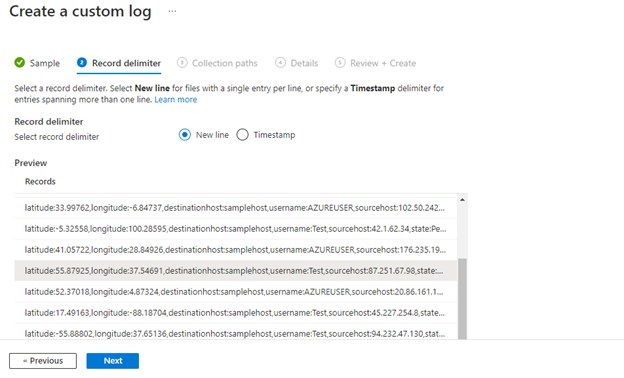 Create a custom log ...
Sample 2 Record delimiter 3 Collection paths 4 Details 5 Review + Create
Select a record delimiter. Select New line for files with a single entry per line, or specify a Timestamp delimiter for
entries spanning more than one line. Learn more
Record delimiter
Select record delimiter New line Timestamp
Preview
Records
latitude:33.99762,longitude:-6.84737,destinationhost:samplehost,username:AZUREUSER,sourcehost:102.50.242...
latitude:-5.32558,longitude:100.28595,destinationhost:samplehost,username:Test,sourcehost:42.1.62.34,state:Pe...
latitude:41.05722,longitude:28.84926,destinationhost:samplehost,username:AZUREUSER,sourcehost:176.235.19...
latitude:55.87925,longitude:37.54691,destinationhost:samplehost,username:Test,sourcehost:87.251.67.98,state:...
latitude:52.37018,longitude:4.87324,destinationhost:samplehost,username:AZUREUSER,sourcehost:20.86.161.1...
latitude:17.49163,longitude:-88.18704,destinationhost:samplehost,username:Test,sourcehost:45.227.254.8,state...
latitude:-55.88802,longitude:37.65136,destinationhost:samplehost,username:Test,sourcehost:94.232.47.130,stat...
« Previous Next